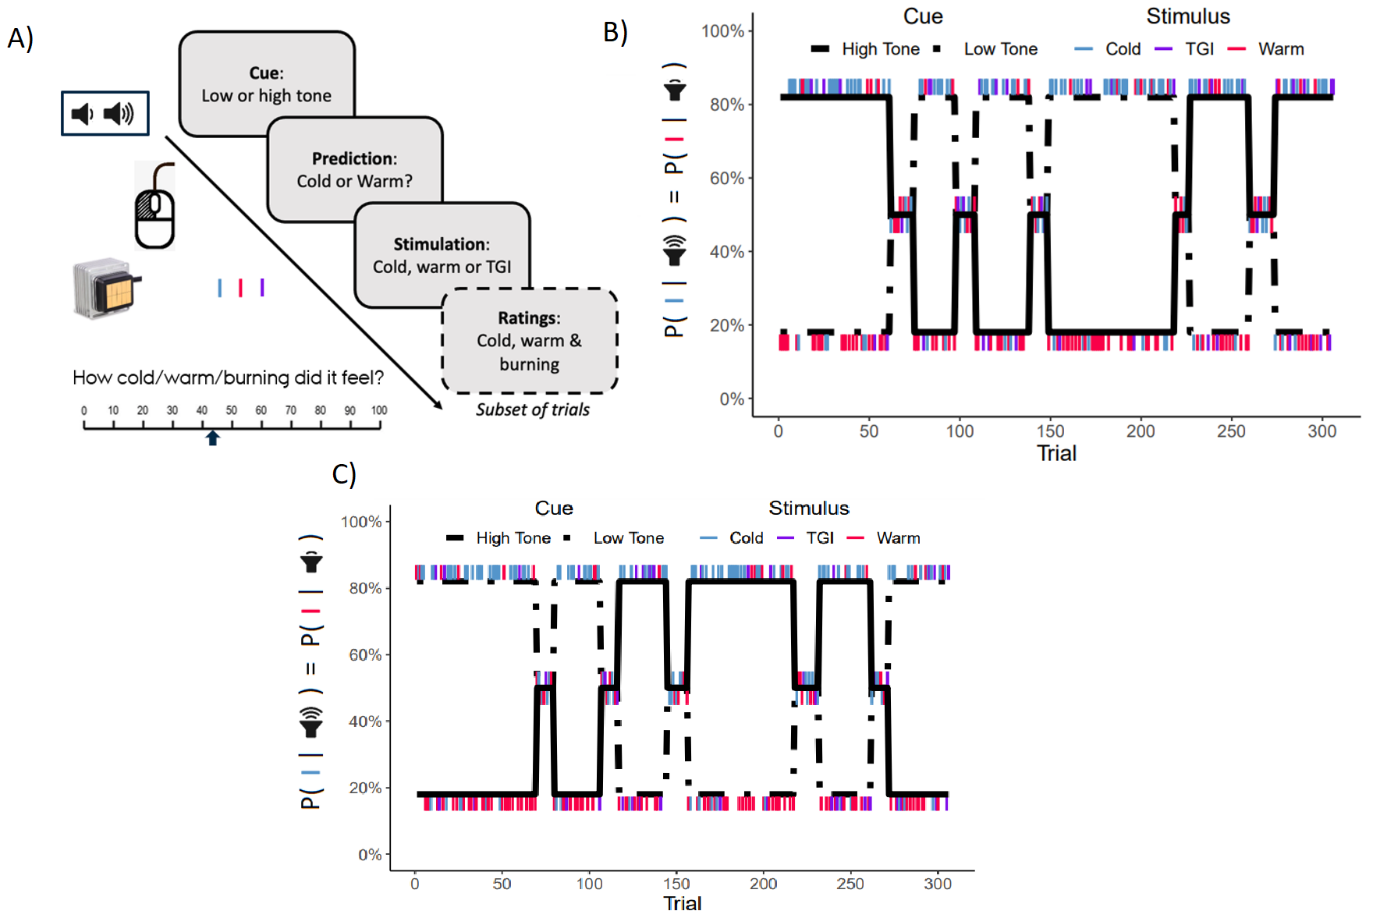 A)
Cue:
Low or high tone
Prediction:
Cold or Warm?
Stimulation:
Cold, warm or TGI
Ratings:
Cold, warm &
burning
Subset of trials
How cold/warm/burning did it feel?
0 10 20 30 40 50 60 70 80 90 100
B)
Cue Stimulus
High Tone Low Tone Cold TGI Warm
P( | | ) = P( | | )
100%
80%
60%
40%
20%
0%
0 50 100 150 200 250 300
Trial
C)
Cue Stimulus
High Tone Low Tone Cold TGI Warm
P( | | ) = P( | | )
100%
80%
60%
40%
20%
0%
0 50 100 150 200 250 300
Trial